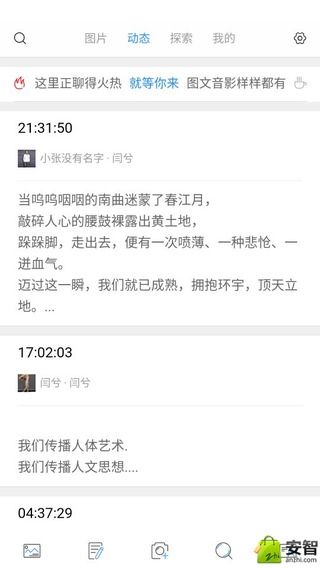 图片 动态 探索 我的
这里正聊得火热 就等你来 图文音影样样都有
21:31:50
小张没有名字 · 闫兮
当呜呜咽咽的南曲迷蒙了春江月，
敲碎人心的腰鼓裸露出黄土地，
跺跺脚，走出去，便有一次喷薄、一种悲怆、一
迸血气。
迈过这一瞬，我们就已成熟，拥抱环宇，顶天立
地。...
17:02:03
闫兮 · 闫兮
我们传播人体艺术.
我们传播人文思想....
04:37:29
安智
anzhi.com